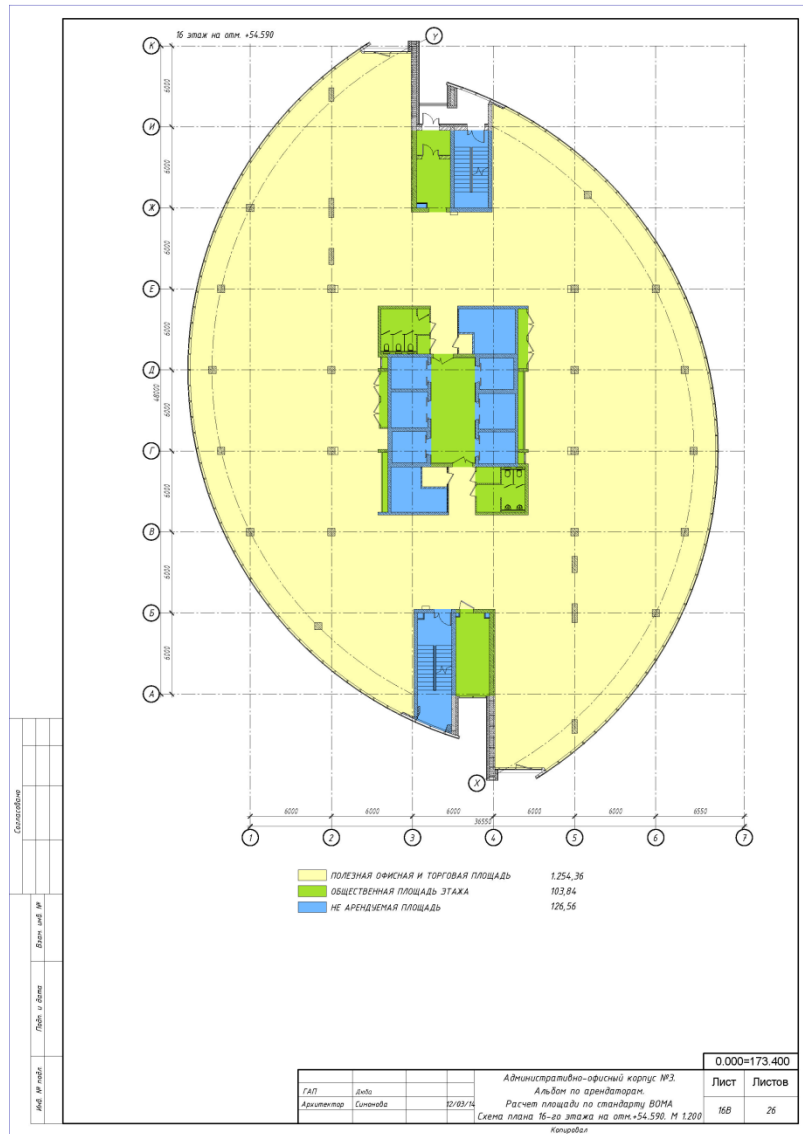 16 этаж на отм. +54.590
К
Y
6000
И
6000
Ж
6000
Е
6000
Д
48000
6000
Г
6000
В
6000
Б
6000
А
X
6000 6000 6000 6000 6000 6550
36550
1 2 3 4 5 6 7
ПОЛЕЗНАЯ ОФИСНАЯ И ТОРГОВАЯ ПЛОЩАДЬ 1.254,36
ОБЩЕСТВЕННАЯ ПЛОЩАДЬ ЭТАЖА 103,84
НЕ АРЕНДУЕМАЯ ПЛОЩАДЬ 126,56
Согласовано
Взам. инв. №
Подп. и дата
Инв. № подл.
0.000=173.400
Административно-офисный корпус №3.
Альбом по арендаторам.
Расчет площади по стандарту BOMA
Схема плана 16-го этажа на отм.+54.590. М 1.200
Лист Листов
16В 26
ГАП Дюба
Архитектор Симонова 12/03/14
Копировал